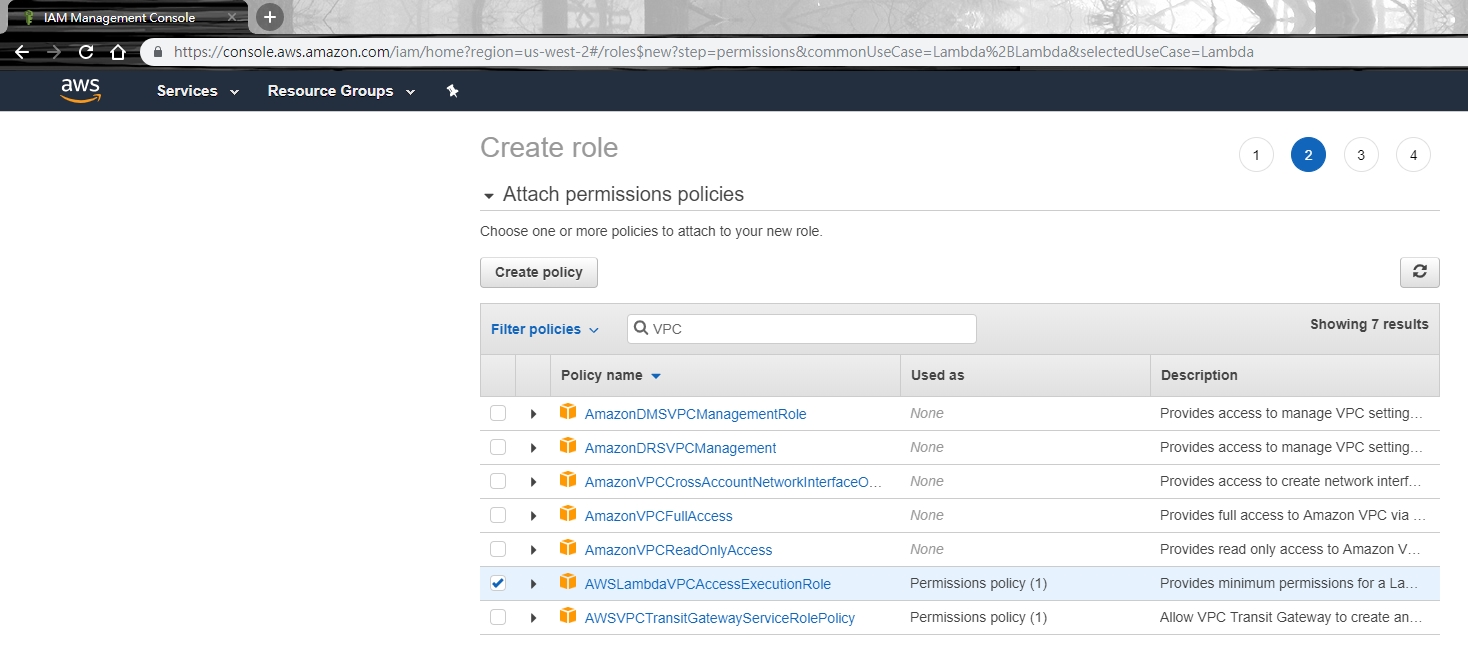 IAM Management Console
https://console.aws.amazon.com/iam/home?region=us-west-2#/roles$new?step=permissions&commonUseCase=Lambda%2BLambda&selectedUseCase=Lambda
aws Services Resource Groups
Create role 1 2 3 4
Attach permissions policies
Choose one or more policies to attach to your new role.
Create policy
Filter policies VPC Showing 7 results
Policy name Used as Description
AmazonDMSVPCManagementRole None Provides access to manage VPC setting…
AmazonDRSVPCManagement None Provides access to manage VPC setting…
AmazonVPCCrossAccountNetworkInterfaceO… None Provides access to create network interf…
AmazonVPCFullAccess None Provides full access to Amazon VPC via …
AmazonVPCReadOnlyAccess None Provides read only access to Amazon V…
AWSLambdaVPCAccessExecutionRole Permissions policy (1) Provides minimum permissions for a La…
AWSVPCTransitGatewayServiceRolePolicy Permissions policy (1) Allow VPC Transit Gateway to create an…